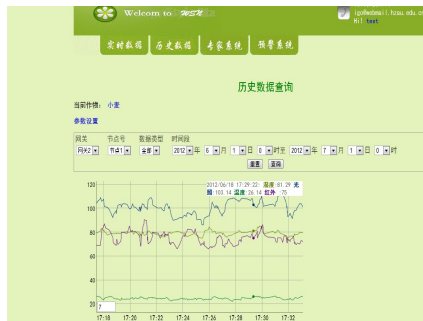 Welcom to WSN
Hi! test
实时数据 历史数据 专家系统 预警系统
历史数据查询
当前作物: 小麦
参数设置
网关 节点号 数据类型 时间段
网关2 节点1 全部 2012 年 6 月 1 日 0 时至 2012 年 7 月 1 日 0 时
重置 查询
2012/06/18 17:29:22: 湿度:81.29 光
照:103.14 温度:26.14 红外 :75
120
100
80
60
40
20
7
17:18 17:20 17:22 17:24 17:26 17:28 17:30 17:32